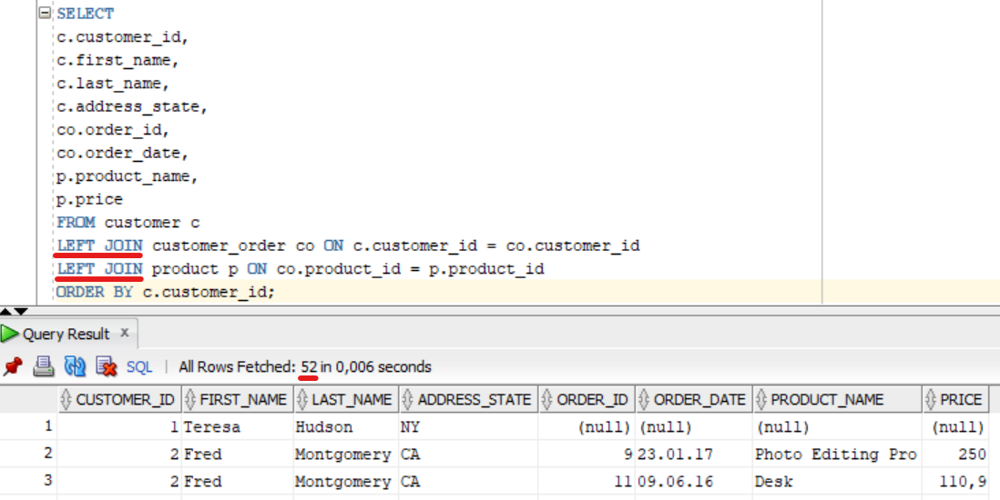 SELECT
c.customer_id,
c.first_name,
c.last_name,
c.address_state,
co.order_id,
co.order_date,
p.product_name,
p.price
FROM customer c
LEFT JOIN customer_order co ON c.customer_id = co.customer_id
LEFT JOIN product p ON co.product_id = p.product_id
ORDER BY c.customer_id;
Query Result x
SQL | All Rows Fetched: 52 in 0,006 seconds
CUSTOMER_ID FIRST_NAME LAST_NAME ADDRESS_STATE ORDER_ID ORDER_DATE PRODUCT_NAME PRICE
1 1 Teresa Hudson NY (null) (null) (null) (null)
2 2 Fred Montgomery CA 9 23.01.17 Photo Editing Pro 250
3 2 Fred Montgomery CA 11 09.06.16 Desk 110,9